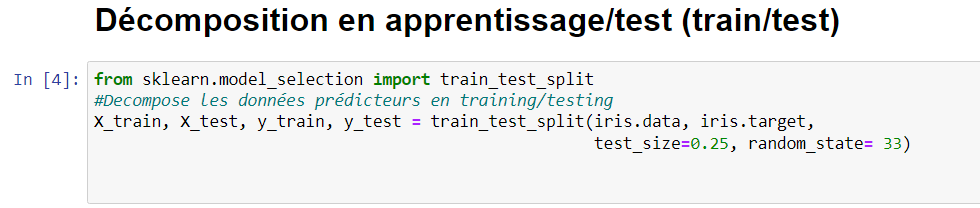 Décomposition en apprentissage/test (train/test)
In [4]: from sklearn.model_selection import train_test_split
#Decompose les données prédicteurs en training/testing
X_train, X_test, y_train, y_test = train_test_split(iris.data, iris.target,
test_size=0.25, random_state= 33)